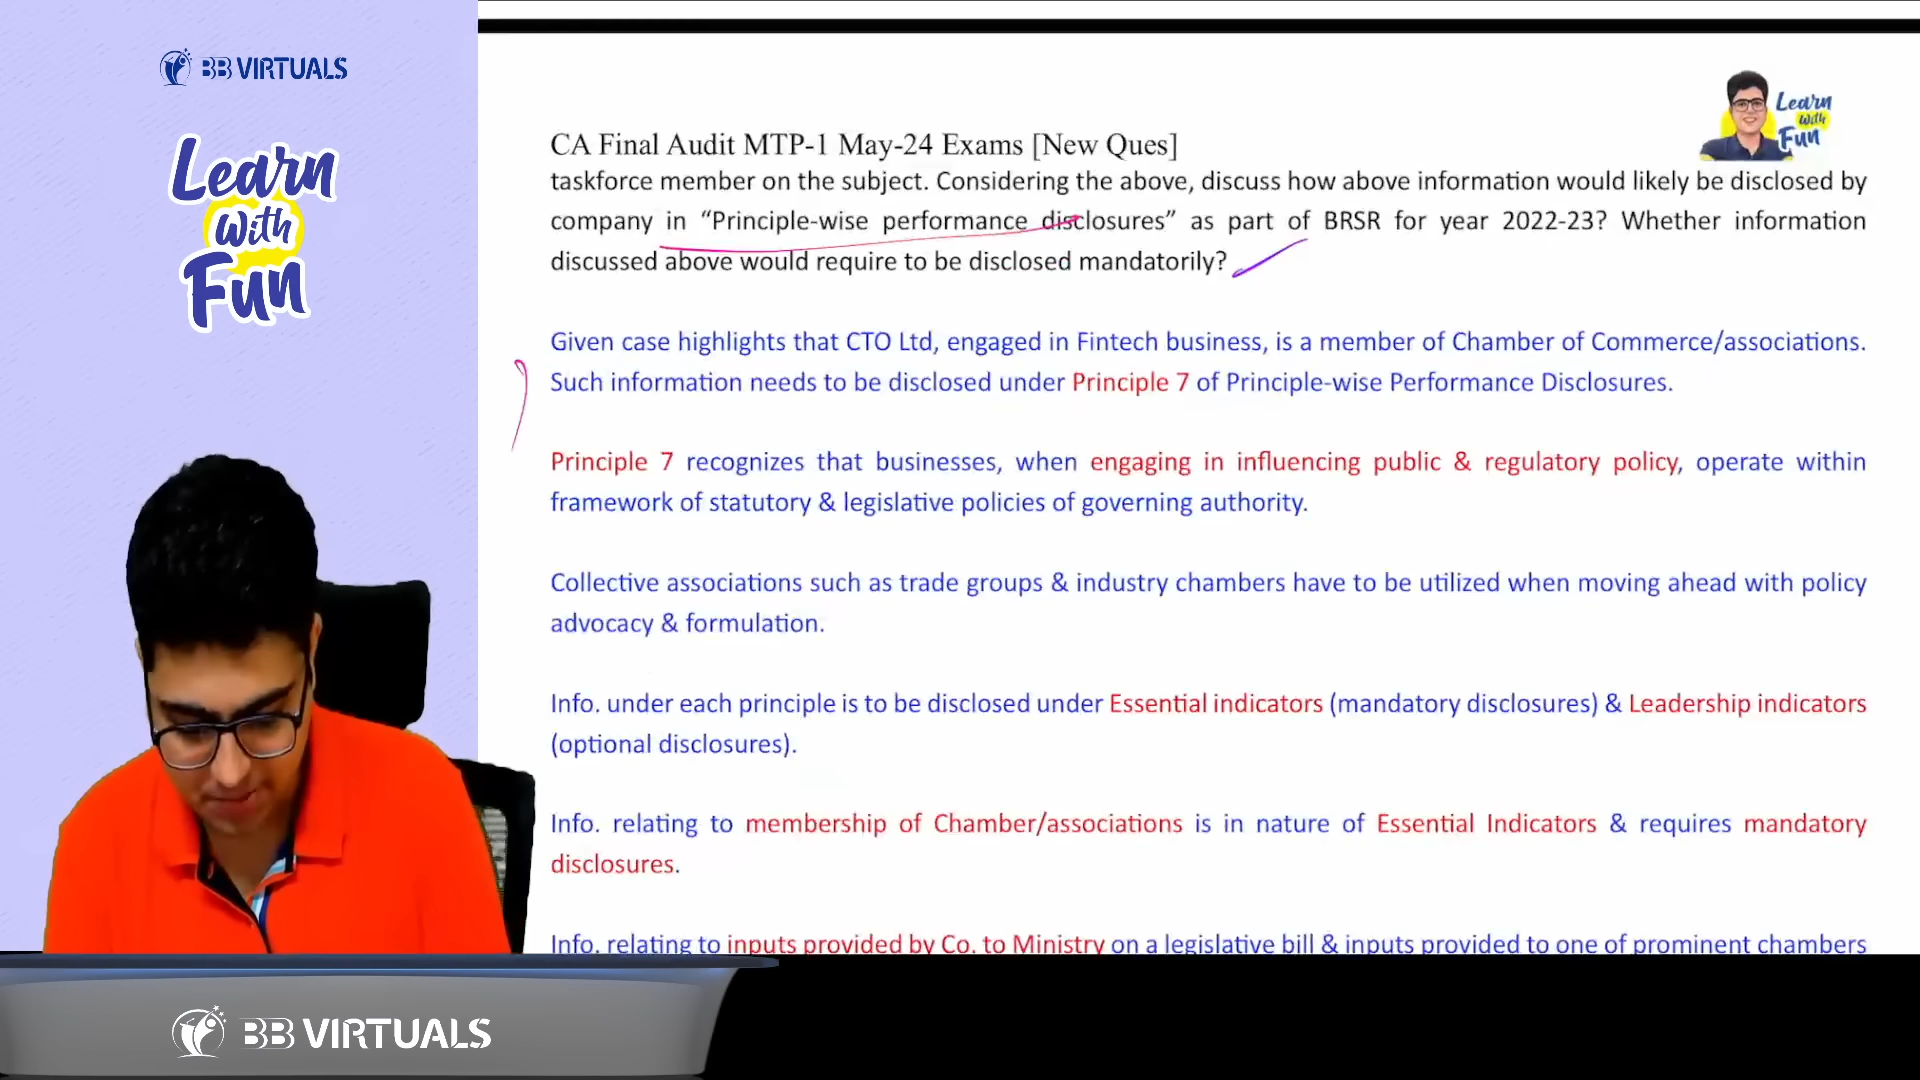 BB VIRTUALS
Learn
With
Fun
Learn
With
Fun
CA Final Audit MTP-1 May-24 Exams [New Ques]
taskforce member on the subject. Considering the above, discuss how above information would likely be disclosed by
company in “Principle-wise performance disclosures” as part of BRSR for year 2022-23? Whether information
discussed above would require to be disclosed mandatorily?
Given case highlights that CTO Ltd, engaged in Fintech business, is a member of Chamber of Commerce/associations.
Such information needs to be disclosed under Principle 7 of Principle-wise Performance Disclosures.
Principle 7 recognizes that businesses, when engaging in influencing public & regulatory policy, operate within
framework of statutory & legislative policies of governing authority.
Collective associations such as trade groups & industry chambers have to be utilized when moving ahead with policy
advocacy & formulation.
Info. under each principle is to be disclosed under Essential indicators (mandatory disclosures) & Leadership indicators
(optional disclosures).
Info. relating to membership of Chamber/associations is in nature of Essential Indicators & requires mandatory
disclosures.
Info. relating to inputs provided by Co. to Ministry on a legislative bill & inputs provided to one of prominent chambers
BB VIRTUALS